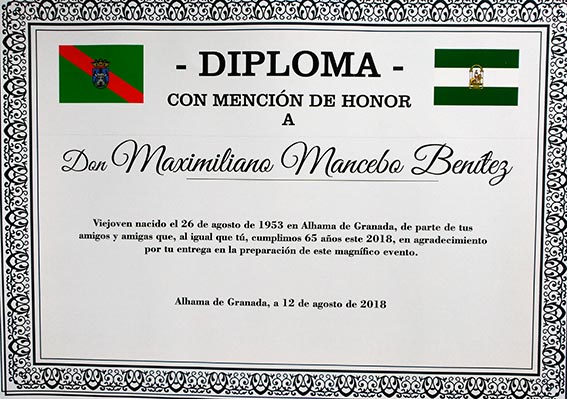 - DIPLOMA -
CON MENCIÓN DE HONOR
A
Don Maximiliano Mancebo Benítez
Viejoven nacido el 26 de agosto de 1953 en Alhama de Granada, de parte de tus
amigos y amigas que, al igual que tú, cumplimos 65 años este 2018, en agradecimiento
por tu entrega en la preparación de este magnífico evento.
Alhama de Granada, a 12 de agosto de 2018